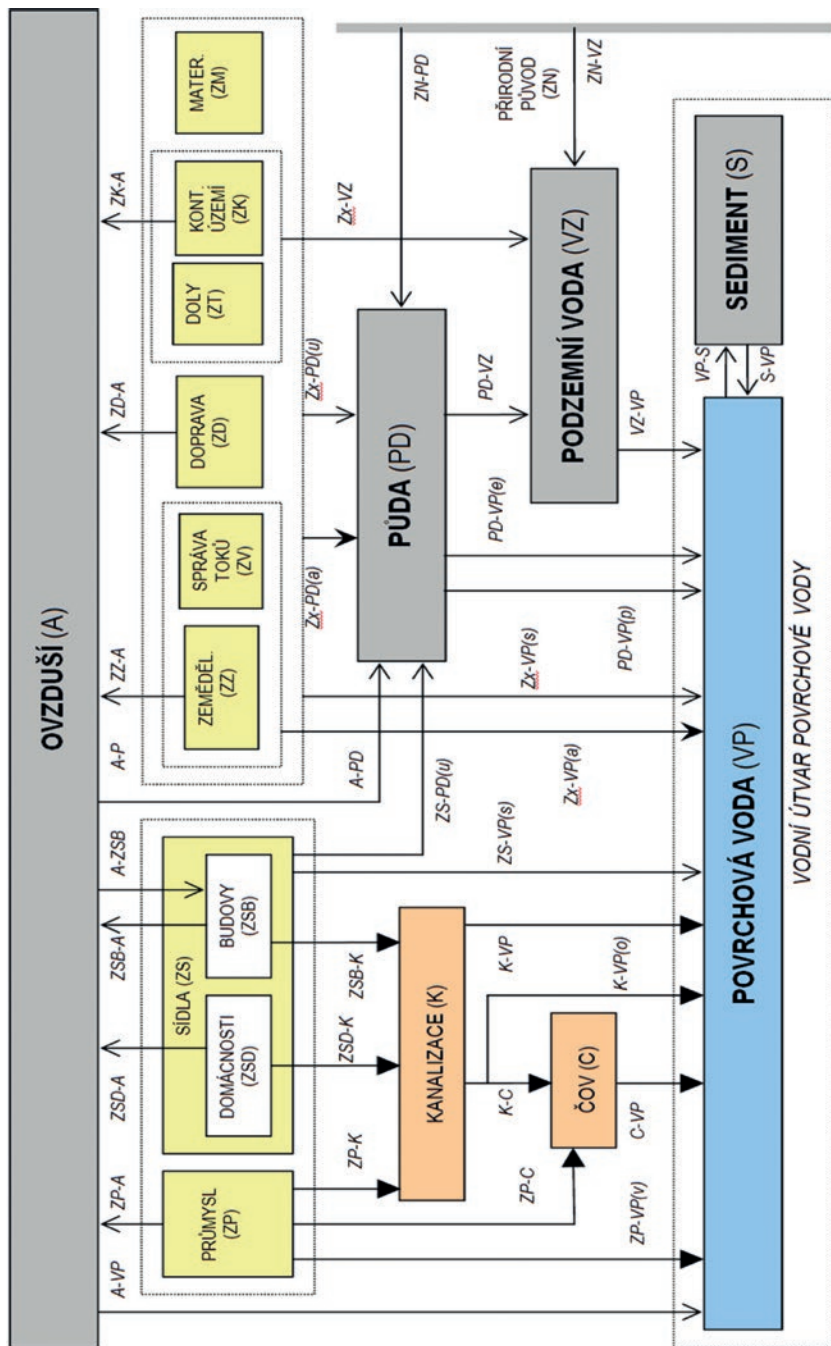 OVZDUŠÍ (A)
A-VP
ZP-A
ZSD-A
ZSB-A
A-ZSB
A-P
ZZ-A
ZD-A
ZK-A
PRŮMYSL
(ZP)
SÍDLA (ZS)
DOMÁCNOSTI
(ZSD)
BUDOVY
(ZSB)
ZEMĚDĚL.
(ZZ)
SPRÁVA
TOKŮ
(ZV)
DOPRAVA
(ZD)
DOLY
(ZT)
KONT.
ÚZEMÍ
(ZK)
MATER.
(ZM)
ZP-K
ZSD-K
ZSB-K
A-PD
ZS-PD(u)
Zx-PD(a)
Zx-PD(u)
Zx-VZ
ZN-PD
KANALIZACE (K)
PŮDA (PD)
PŘÍRODNÍ
PŮVOD
(ZN)
ZN-VZ
ZP-C
K-C
K-VP
ZS-VP(s)
Zx-VP(a)
Zx-VP(s)
PD-VP(p)
PD-VP(e)
PD-VZ
PODZEMNÍ VODA (VZ)
ČOV (C)
ZP-VP(v)
C-VP
K-VP(o)
VZ-VP
POVRCHOVÁ VODA (VP)
VP-S
S-VP
SEDIMENT (S)
VODNÍ ÚTVAR POVRCHOVÉ VODY